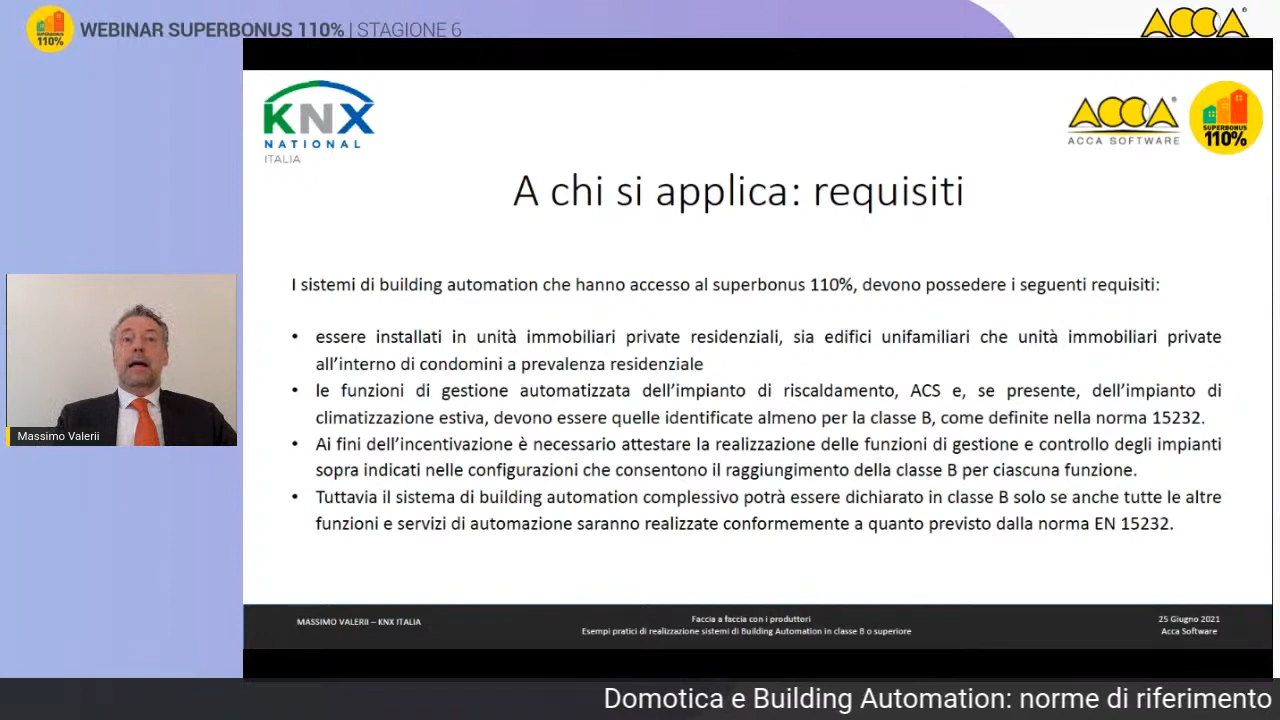 WEBINAR SUPERBONUS 110% | STAGIONE 6
SUPERBONUS
110%
ACCA
KNX
NATIONAL
ITALIA
ACCA
ACCA SOFTWARE
SUPERBONUS
110%
A chi si applica: requisiti
I sistemi di building automation che hanno accesso al superbonus 110%, devono possedere i seguenti requisiti:
• essere installati in unità immobiliari private residenziali, sia edifici unifamiliari che unità immobiliari private
all’interno di condomini a prevalenza residenziale
• le funzioni di gestione automatizzata dell’impianto di riscaldamento, ACS e, se presente, dell’impianto di
climatizzazione estiva, devono essere quelle identificate almeno per la classe B, come definite nella norma 15232.
• Ai fini dell’incentivazione è necessario attestare la realizzazione delle funzioni di gestione e controllo degli impianti
sopra indicati nelle configurazioni che consentono il raggiungimento della classe B per ciascuna funzione.
• Tuttavia il sistema di building automation complessivo potrà essere dichiarato in classe B solo se anche tutte le altre
funzioni e servizi di automazione saranno realizzate conformemente a quanto previsto dalla norma EN 15232.
Massimo Valerii
MASSIMO VALERII – KNX ITALIA
Faccia a faccia con i produttori
Esempi pratici di realizzazione sistemi di Building Automation in classe B o superiore
25 Giugno 2021
Acca Software
Domotica e Building Automation: norme di riferimento